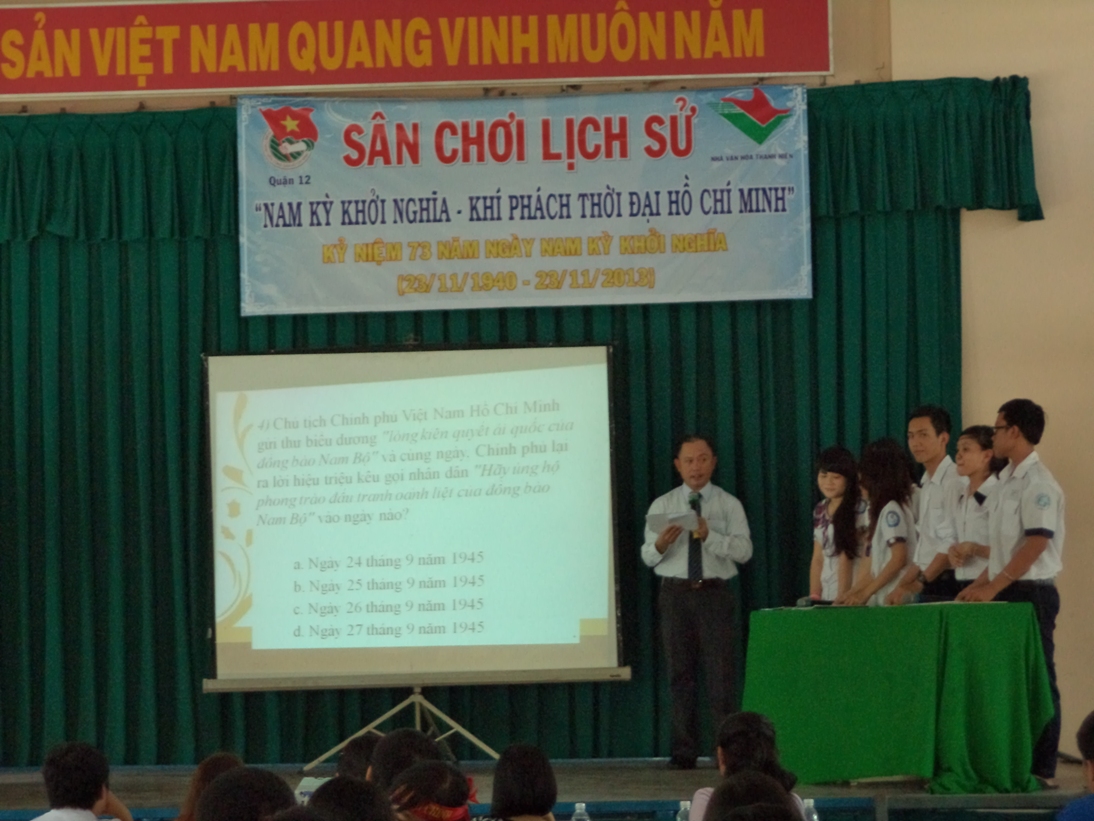 SẢN VIỆT NAM QUANG VINH MUÔN NĂM
SÂN CHƠI LỊCH SỬ
Quận 12
NHÀ VĂN HÓA THANH NIÊN
“NAM KỲ KHỞI NGHĨA - KHÍ PHÁCH THỜI ĐẠI HỒ CHÍ MINH”
KỶ NIỆM 73 NĂM NGÀY NAM KỲ KHỞI NGHĨA
(23/11/1940 - 23/11/2013)
4) Chủ tịch Chính phủ Việt Nam Hồ Chí Minh
gửi thư biểu dương "lòng kiên quyết ái quốc của
đồng bào Nam Bộ" và cùng ngày, Chính phủ lại
ra lời hiệu triệu kêu gọi nhân dân "Hãy ủng hộ
phong trào đấu tranh oanh liệt của đồng bào
Nam Bộ" vào ngày nào?
a. Ngày 24 tháng 9 năm 1945
b. Ngày 25 tháng 9 năm 1945
c. Ngày 26 tháng 9 năm 1945
d. Ngày 27 tháng 9 năm 1945